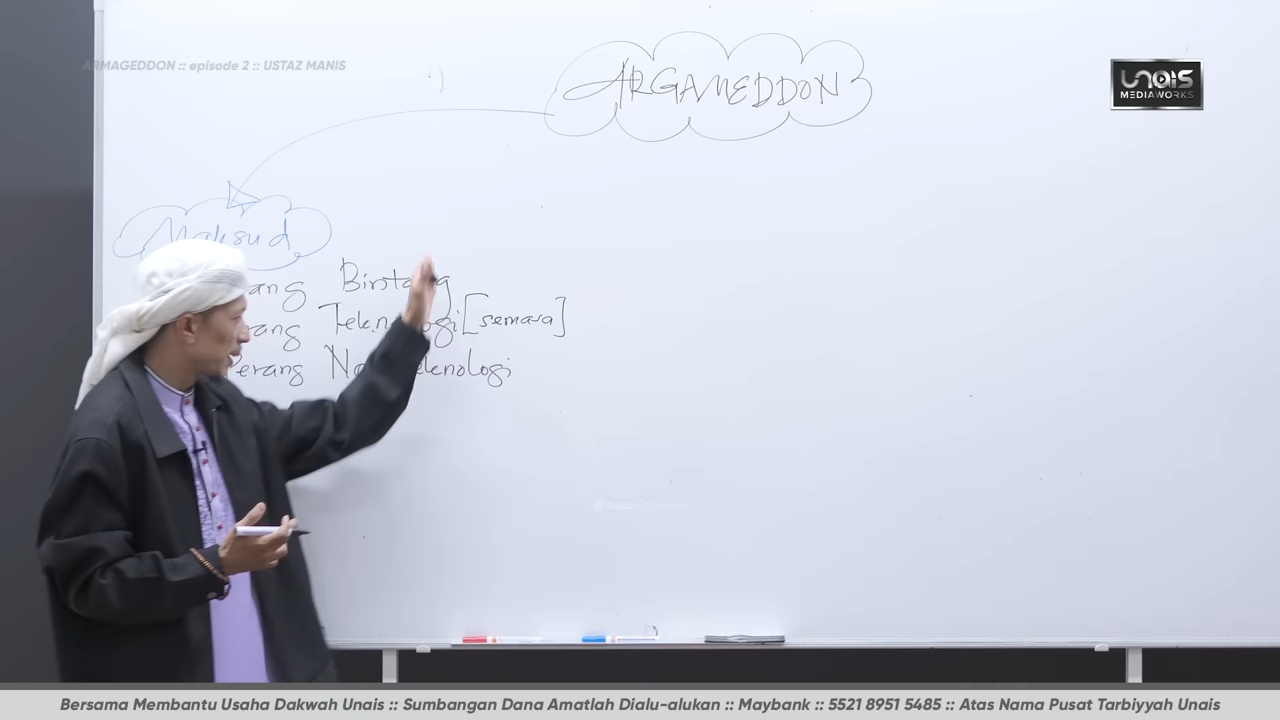 ARMAGEDDON :: episode 2 :: USTAZ MANIS
ARGAMEDDON
UNAIS
MEDIAWORKS
Maksud
Bintang
Teknologi [semasa]
Perang Teknologi
Bersama Membantu Usaha Dakwah Unais :: Sumbangan Dana Amatlah Dialu-alukan :: Maybank :: 5521 8951 5485 :: Atas Nama Pusat Tarbiyyah Unais